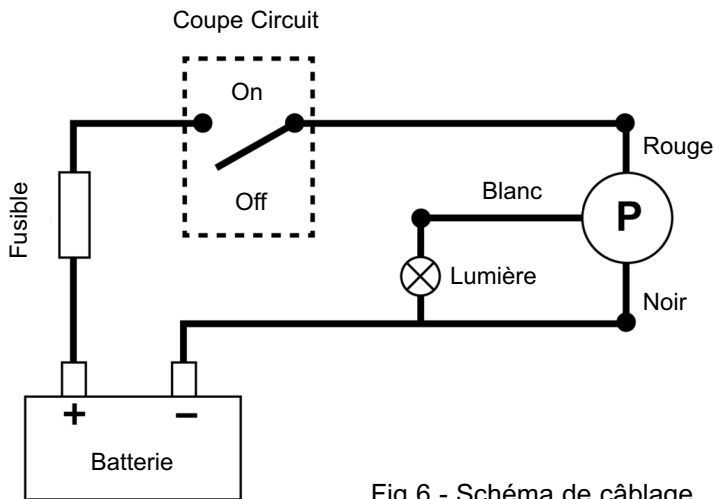 Coupe Circuit
On
Rouge
Fusible
Off
Blanc
P
Lumière
Noir
+
−
Batterie
Fig 6 - Schéma de câblage